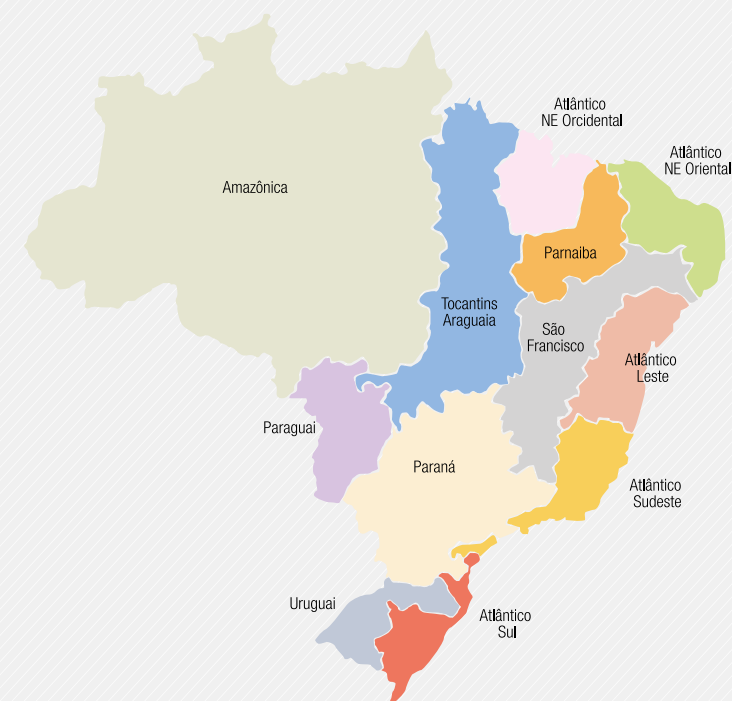 Atlântico
NE Orcidental
Atlântico
NE Oriental
Amazônica
Parnaiba
Tocantins
Araguaia
São
Francisco
Atlântico
Leste
Paraguai
Paraná
Atlântico
Sudeste
Uruguai
Atlântico
Sul